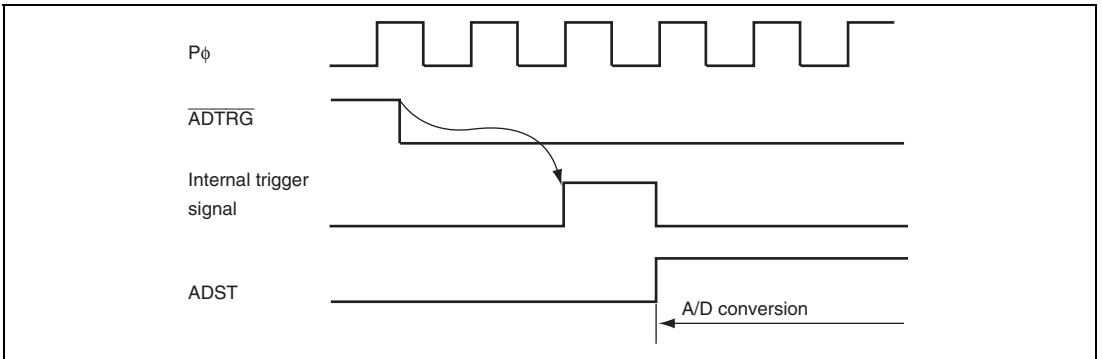 Pϕ
ADTRG
Internal trigger
signal
ADST
A/D conversion